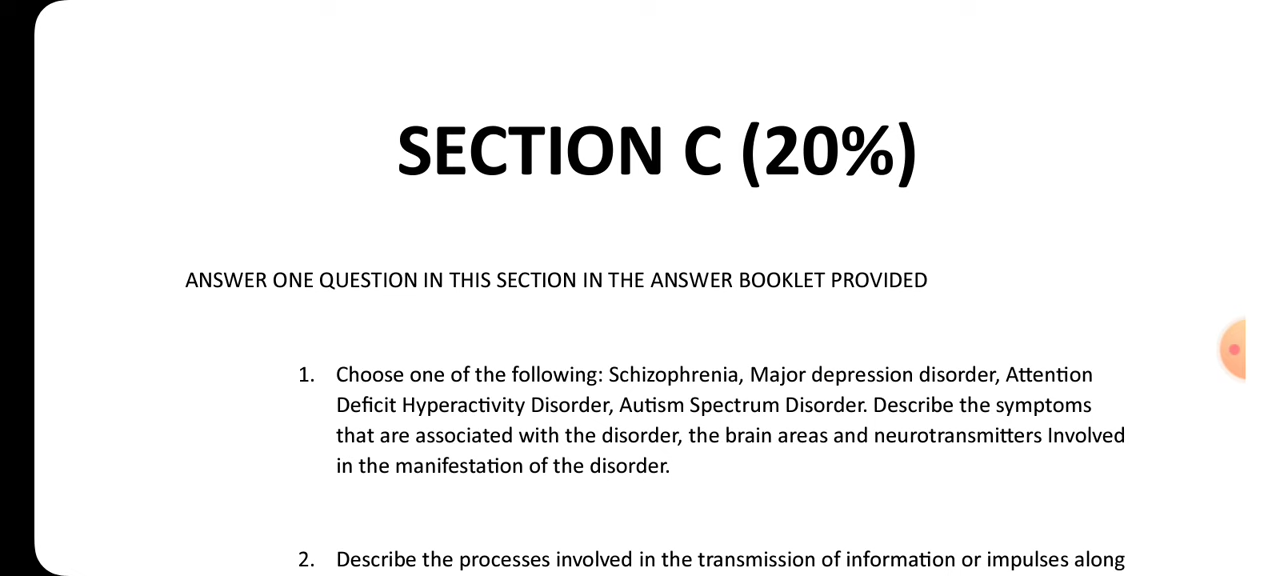 SECTION C (20%)
ANSWER ONE QUESTION IN THIS SECTION IN THE ANSWER BOOKLET PROVIDED
1. Choose one of the following: Schizophrenia, Major depression disorder, Attention
Deficit Hyperactivity Disorder, Autism Spectrum Disorder. Describe the symptoms
that are associated with the disorder, the brain areas and neurotransmitters Involved
in the manifestation of the disorder.
2. Describe the processes involved in the transmission of information or impulses along